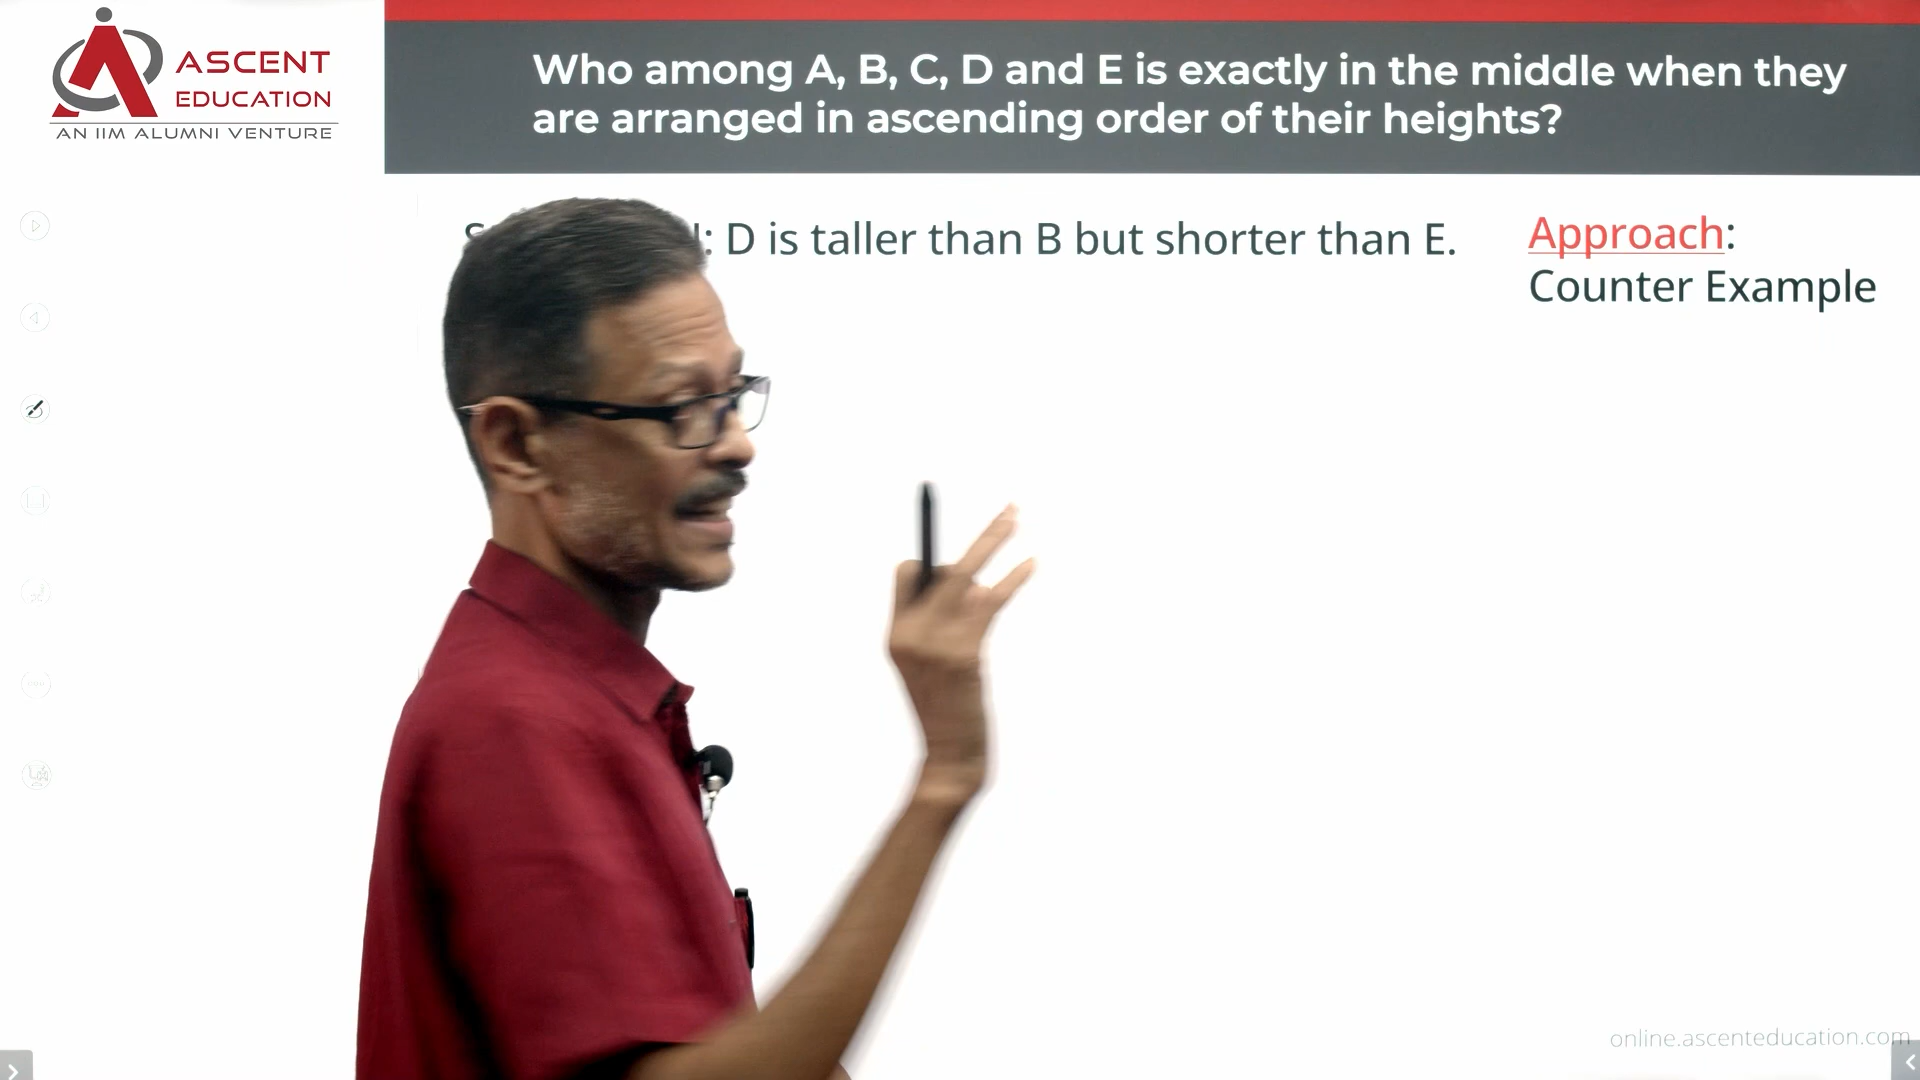 ASCENT
EDUCATION
AN IIM ALUMNI VENTURE
Who among A, B, C, D and E is exactly in the middle when they
are arranged in ascending order of their heights?
: D is taller than B but shorter than E.
Approach:
Counter Example
online.ascenteducation.com